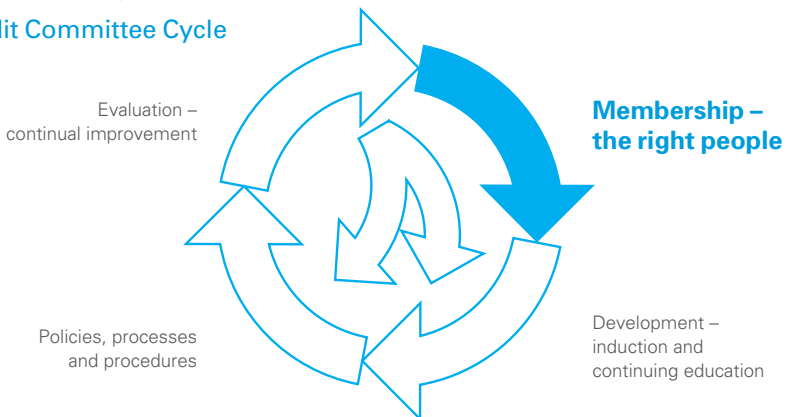 Committee Cycle
Evaluation –
continual improvement
Membership –
the right people
Policies, processes
and procedures
Development –
induction and
continuing education